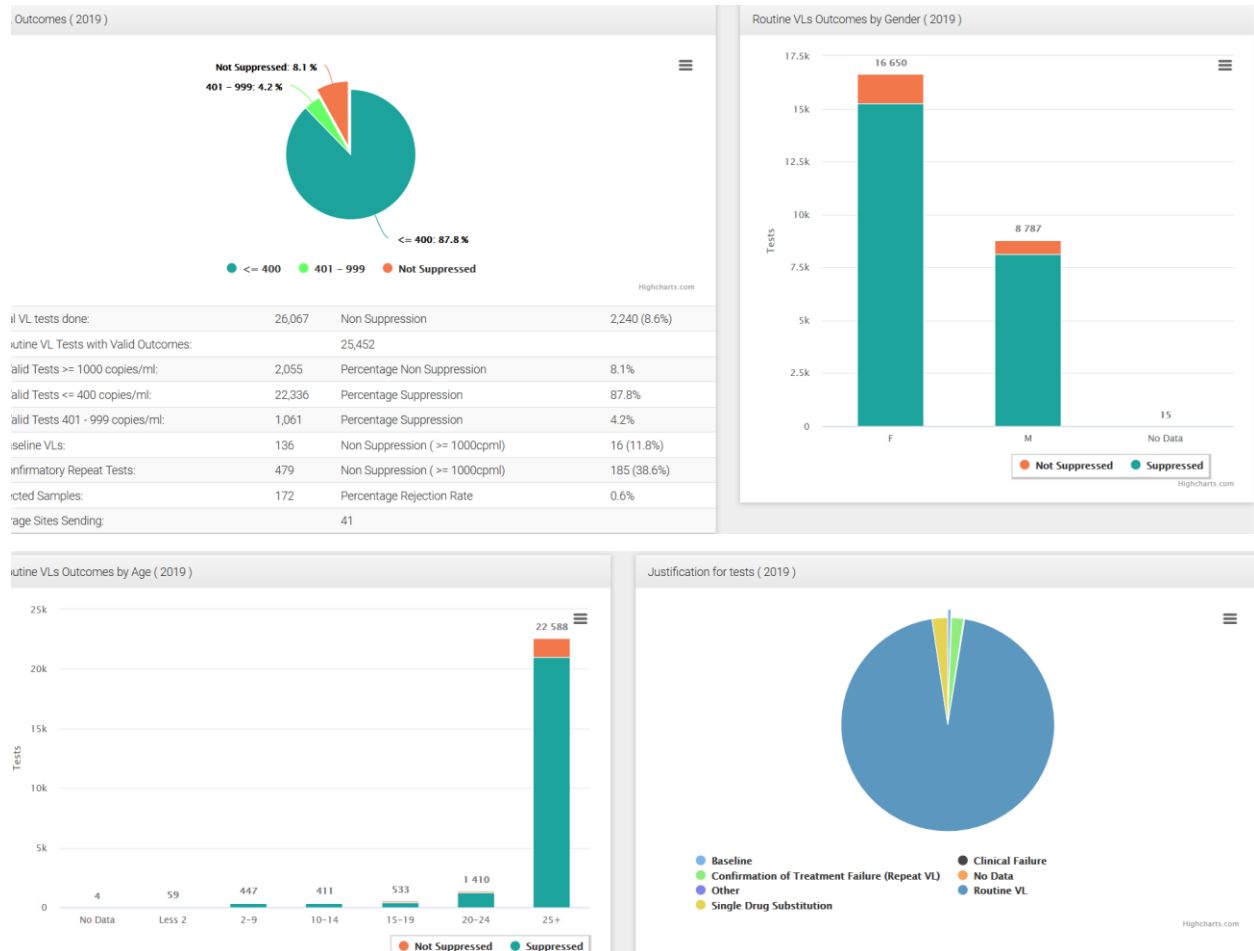 Outcomes ( 2019 )
Not Suppressed: 8.1 %
401 – 999: 4.2 %
<= 400: 87.8 %
<= 400 401 – 999 Not Suppressed
Highcharts.com
VL tests done: 26,067 Non Suppression 2,240 (8.6%)
utine VL Tests with Valid Outcomes: 25,452
alid Tests >= 1000 copies/ml: 2,055 Percentage Non Suppression 8.1%
alid Tests <= 400 copies/ml: 22,336 Percentage Suppression 87.8%
alid Tests 401 - 999 copies/ml: 1,061 Percentage Suppression 4.2%
seline VLs: 136 Non Suppression ( >= 1000cpml) 16 (11.8%)
onfirmatory Repeat Tests: 479 Non Suppression ( >= 1000cpml) 185 (38.6%)
ected Samples: 172 Percentage Rejection Rate 0.6%
rage Sites Sending: 41
Routine VLs Outcomes by Gender ( 2019 )
17.5k
16 650
15k
12.5k
10k
8 787
Tests
7.5k
5k
2.5k
15
0
F M No Data
Not Suppressed Suppressed
Highcharts.com
utine VLs Outcomes by Age ( 2019 )
25k
22 588
20k
15k
Tests
10k
5k
4 59 447 411 533 1 410
0
No Data Less 2 2–9 10–14 15–19 20–24 25+
Not Suppressed Suppressed
Justification for tests ( 2019 )
Baseline Clinical Failure
Confirmation of Treatment Failure (Repeat VL) No Data
Other Routine VL
Single Drug Substitution
Highcharts.com